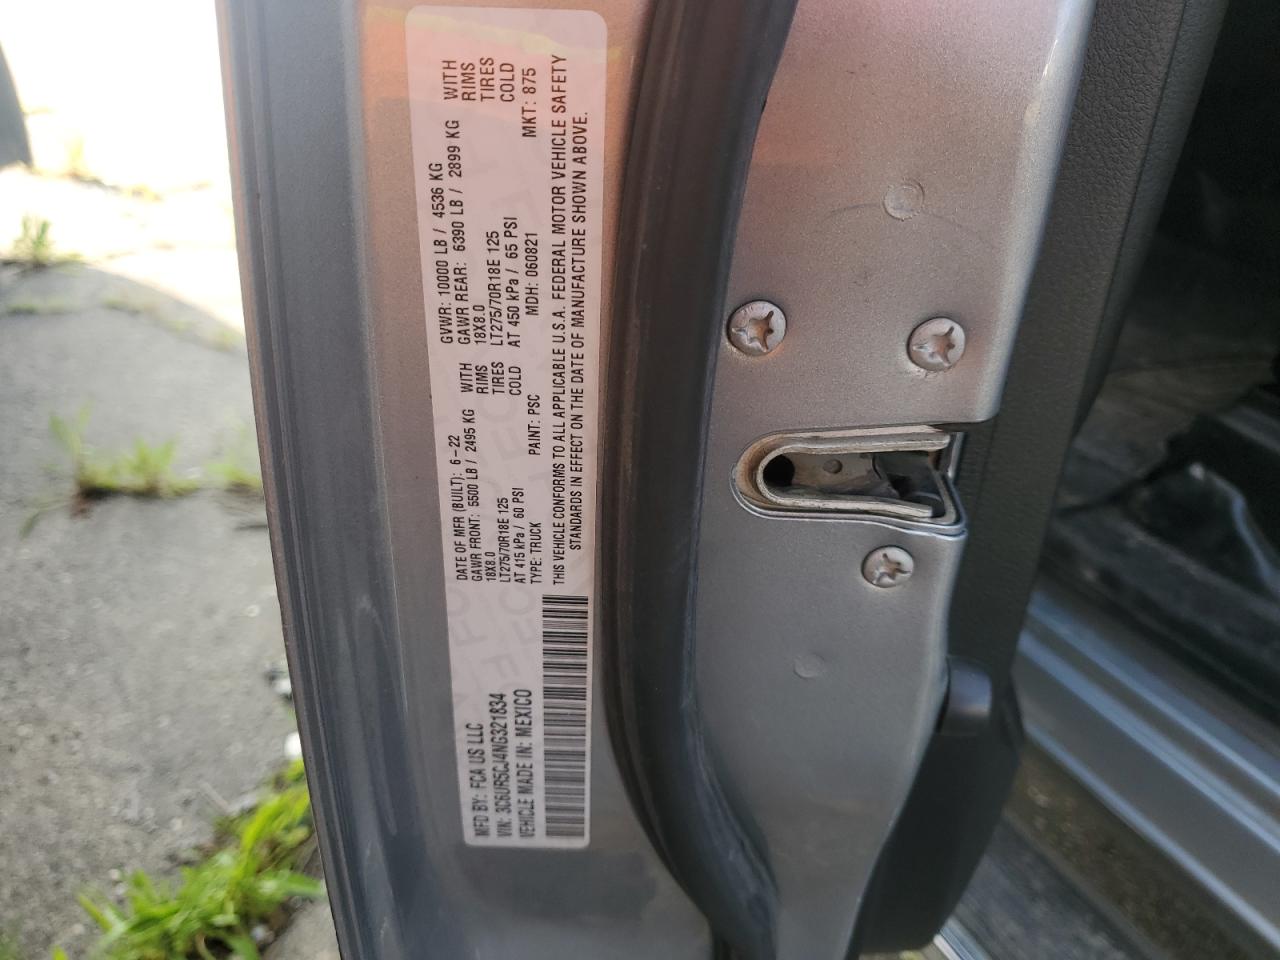 MFD BY: FCA US LLC
VIN: 3C6UR5CJ4NG321834
VEHICLE MADE IN: MEXICO
DATE OF MFR (BUILT): 6-22 GVWR: 10000 LB / 4536 KG
GAWR FRONT: 5500 LB / 2495 KG WITH GAWR REAR: 6390 LB / 2899 KG WITH
18X8.0 RIMS 18X8.0 RIMS
LT275/70R18E 125 TIRES LT275/70R18E 125 TIRES
AT 415 kPa / 60 PSI COLD AT 450 kPa / 65 PSI COLD
TYPE: TRUCK PAINT: PSC MDH: 060821 MKT: 875
THIS VEHICLE CONFORMS TO ALL APPLICABLE U.S.A. FEDERAL MOTOR VEHICLE SAFETY
STANDARDS IN EFFECT ON THE DATE OF MANUFACTURE SHOWN ABOVE.